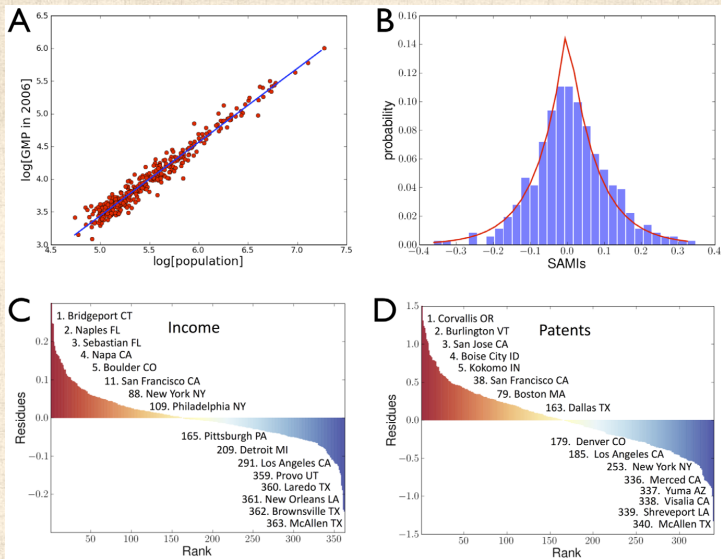 A
log[GMP in 2006]
6.0
5.5
5.0
4.5
4.0
3.5
3.0
4.5 5.0 5.5 6.0 6.5 7.0 7.5
log[population]
B
probability
0.16
0.14
0.12
0.10
0.08
0.06
0.04
0.02
0.00
−0.4 −0.3 −0.2 −0.1 0.0 0.1 0.2 0.3 0.4
SAMIs
C
Income
Residues
0.2
0.1
0.0
−0.1
−0.2
1. Bridgeport CT
2. Naples FL
3. Sebastian FL
4. Napa CA
5. Boulder CO
11. San Francisco CA
88. New York NY
109. Philadelphia NY
165. Pittsburgh PA
209. Detroit MI
291. Los Angeles CA
359. Provo UT
360. Laredo TX
361. New Orleans LA
362. Brownsville TX
363. McAllen TX
50 100 150 200 250 300 350
Rank
D
Patents
Residues
1.5
1.0
0.5
0.0
−0.5
−1.0
−1.5
1. Corvallis OR
2. Burlington VT
3. San Jose CA
4. Boise City ID
5. Kokomo IN
38. San Francisco CA
79. Boston MA
163. Dallas TX
179. Denver CO
185. Los Angeles CA
253. New York NY
336. Merced CA
337. Yuma AZ
338. Visalia CA
339. Shreveport LA
340. McAllen TX
50 100 150 200 250 300
Rank